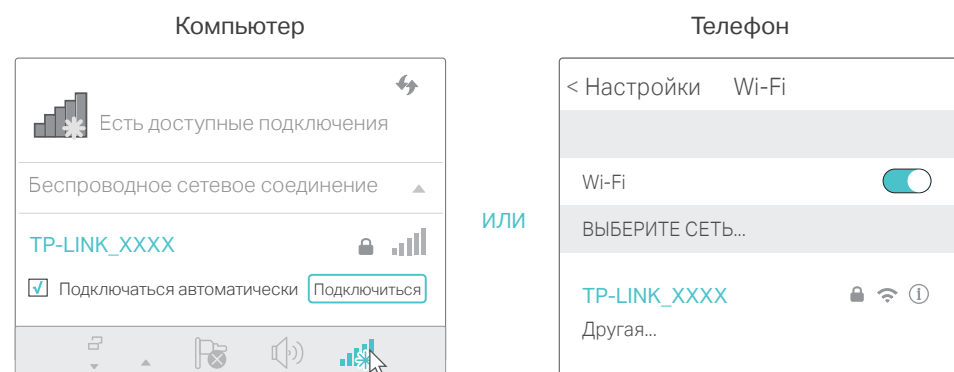 Компьютер
Есть доступные подключения
Беспроводное сетевое соединение
TP-LINK_XXXX
Подключаться автоматически Подключиться
или
Телефон
< Настройки Wi-Fi
Wi-Fi
ВЫБЕРИТЕ СЕТЬ...
TP-LINK_XXXX
Другая...